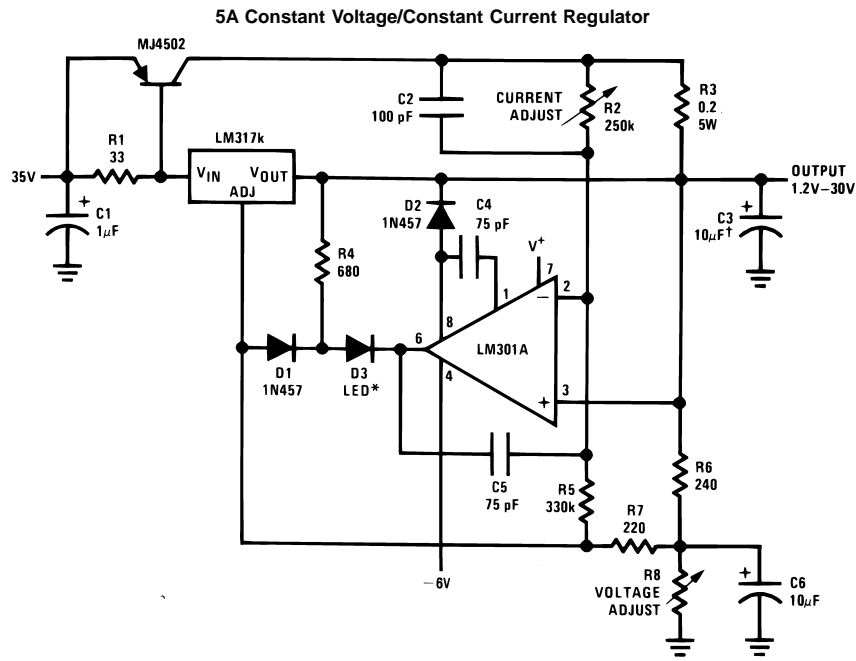 5A Constant Voltage/Constant Current Regulator
MJ4502
R1
33
LM317k
VIN
VOUT
ADJ
35V
+
C1
1μF
C2
100 pF
CURRENT
ADJUST
R2
250k
R3
0.2
5W
OUTPUT
1.2V–30V
+
C3
10μF†
D2
1N457
C4
75 pF
R4
680
V+
7
1
2
−
8
6
LM301A
4
3
+
D1
1N457
D3
LED*
C5
75 pF
R5
330k
R6
240
R7
220
−6V
R8
VOLTAGE
ADJUST
+
C6
10μF